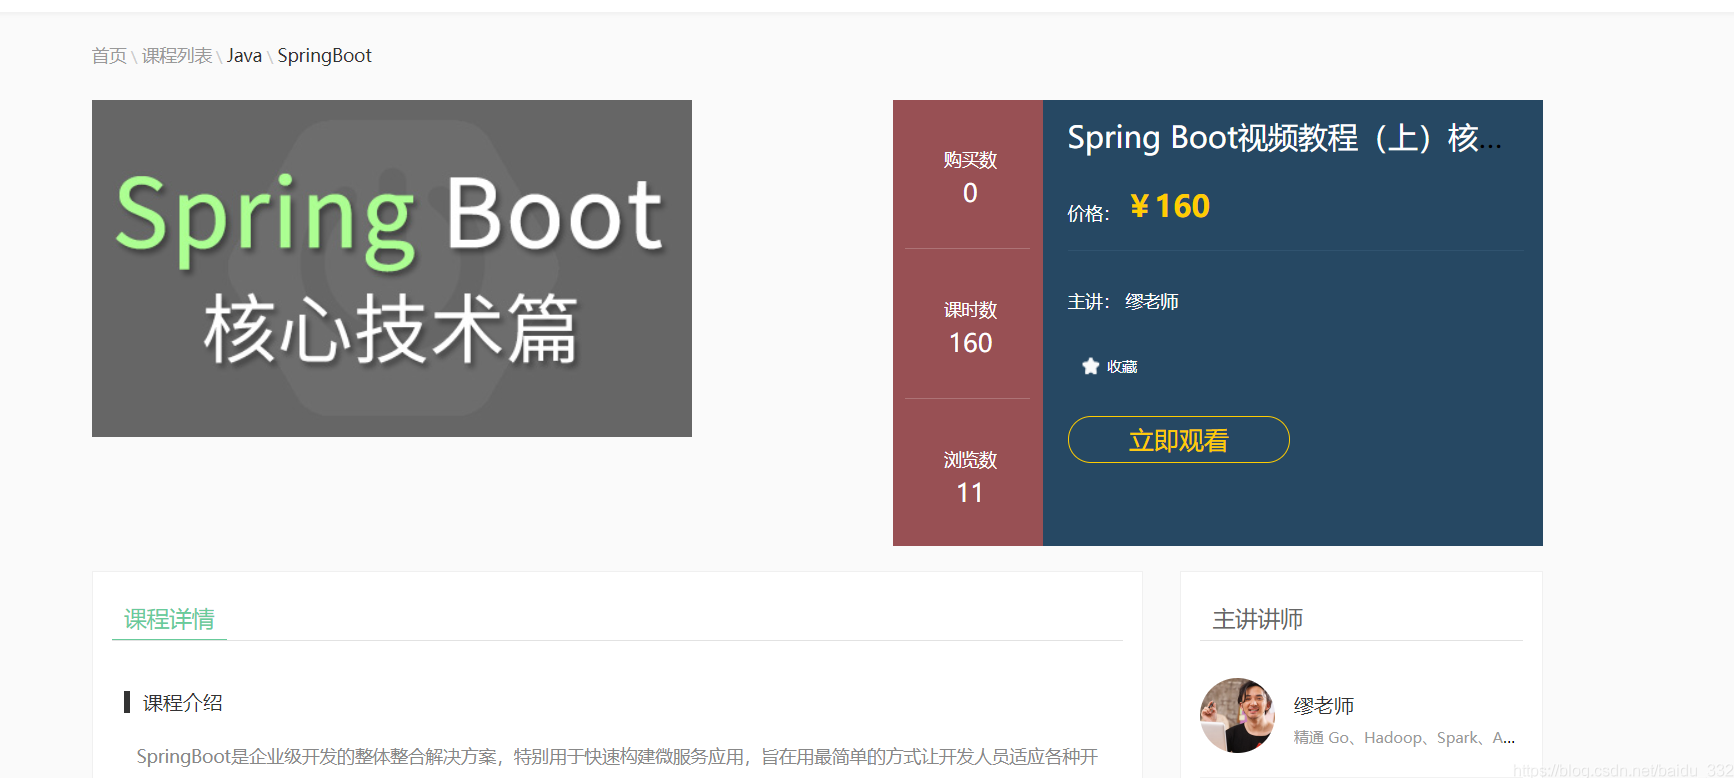 首页 \ 课程列表 \ Java \ SpringBoot
Spring Boot
核心技术篇
购买数
0
课时数
160
浏览数
11
Spring Boot视频教程（上）核...
价格： ￥160
主讲： 缪老师
收藏
立即观看
课程详情
课程介绍
SpringBoot是企业级开发的整体整合解决方案，特别用于快速构建微服务应用，旨在用最简单的方式让开发人员适应各种开
主讲讲师
缪老师
精通 Go、Hadoop、Spark、A...
https://blog.csdn.net/baidu_332